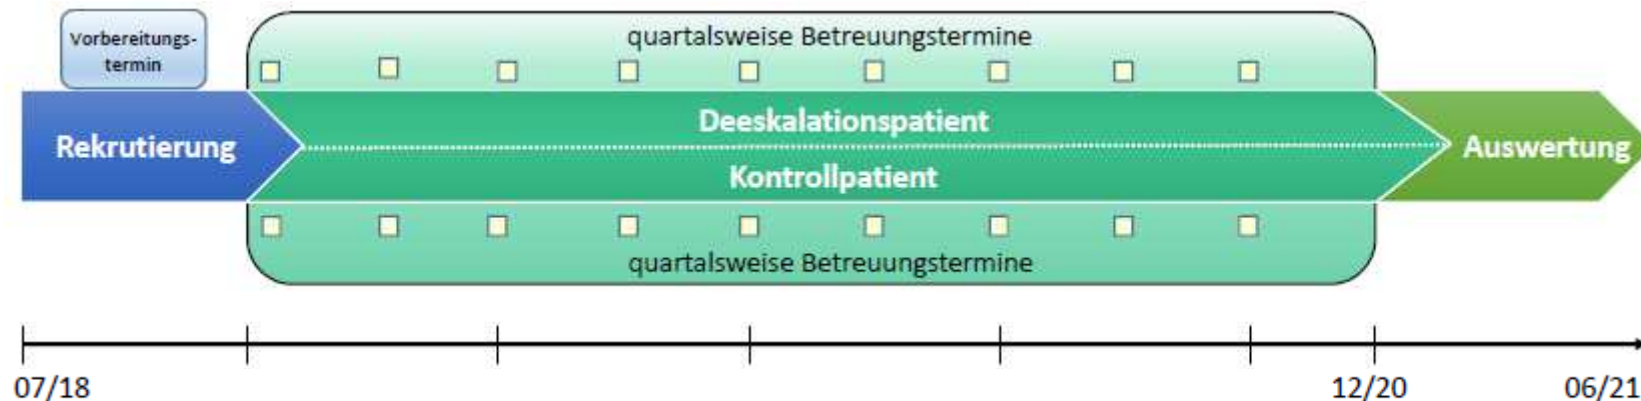 Vorbereitungs-
termin
quartalsweise Betreuungstermine
Rekrutierung
Deeskalationspatient
Kontrollpatient
Auswertung
quartalsweise Betreuungstermine
07/18
12/20
06/21